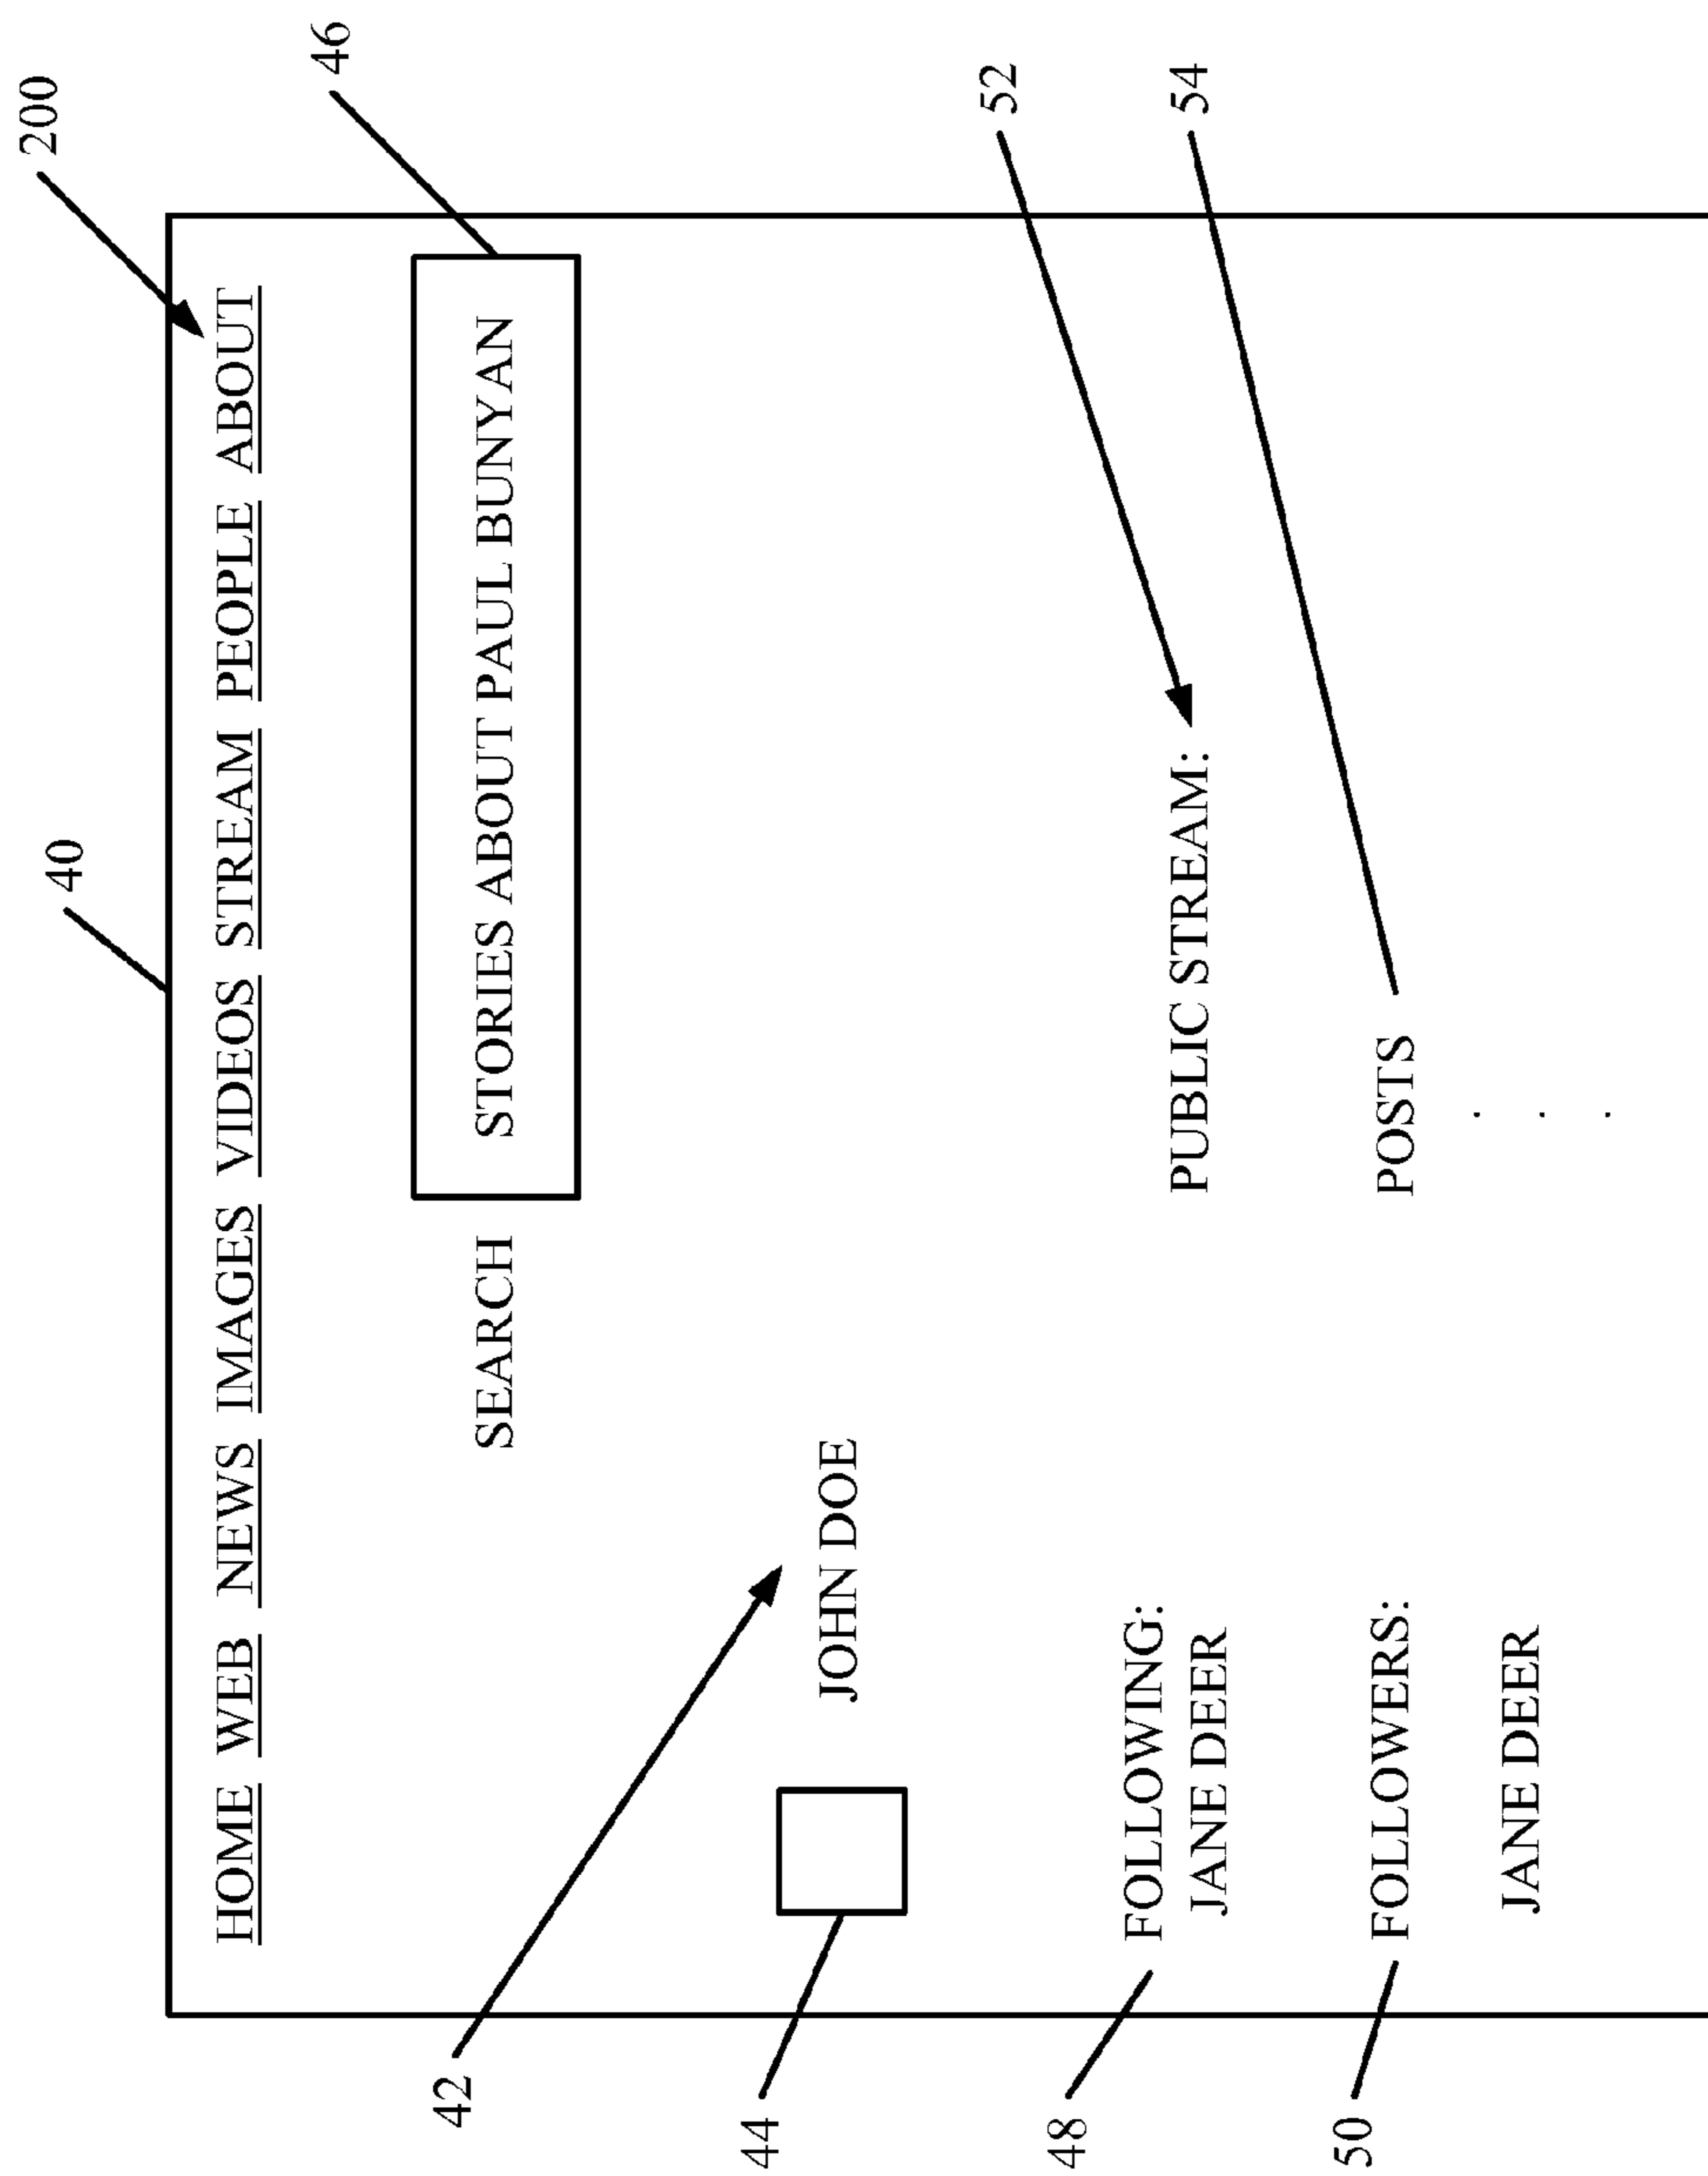 200
40
46
HOME WEB NEWS IMAGES VIDEOS STREAM PEOPLE ABOUT
SEARCH STORIES ABOUT PAUL BUNYAN
42
44
JOHN DOE
52
48
FOLLOWING:
JANE DEER
PUBLIC STREAM:
54
50
FOLLOWERS:
POSTS
.
.
.
JANE DEER